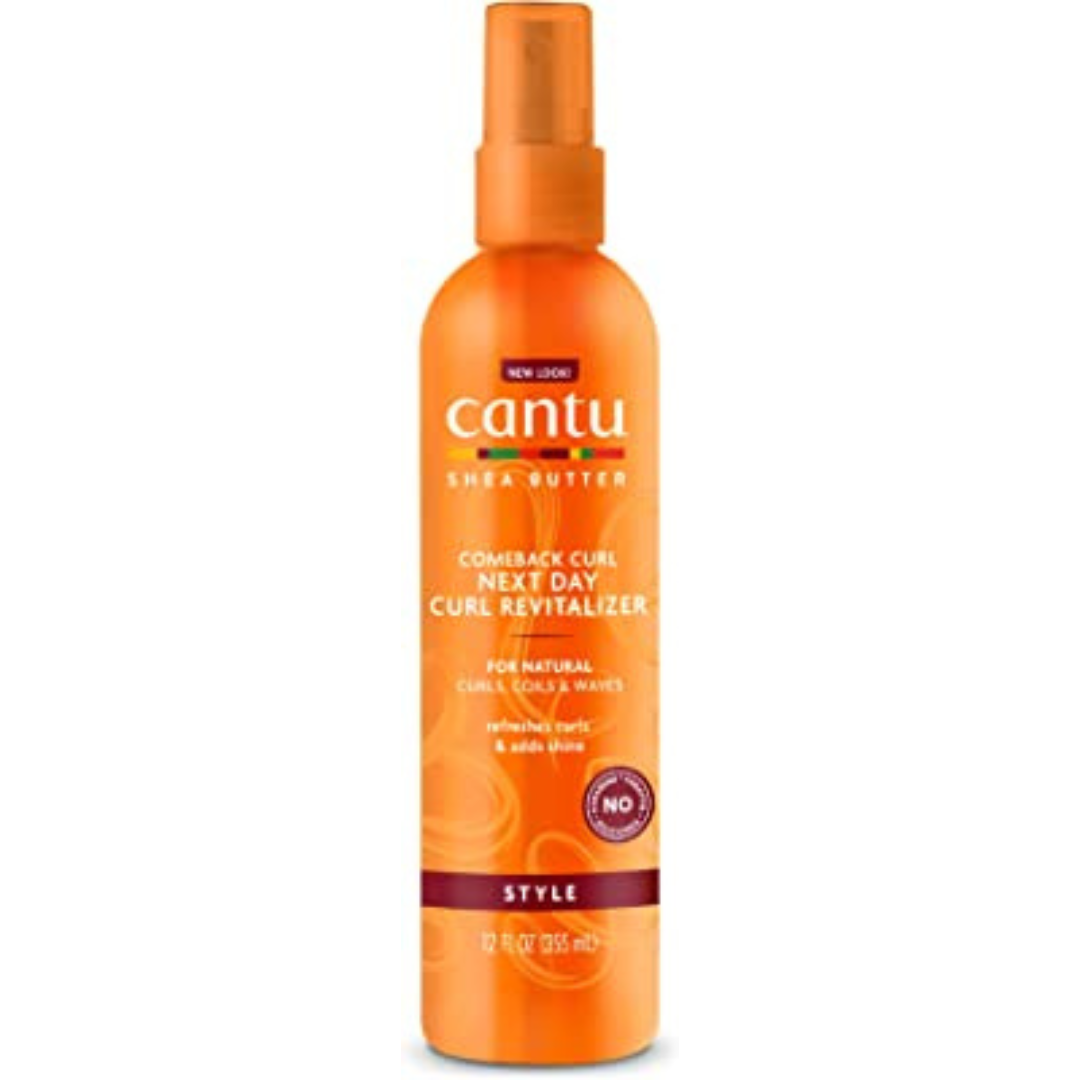 NEW LOOK!
cantu
SHEA BUTTER
COMEBACK CURL
NEXT DAY
CURL REVITALIZER
FOR NATURAL
CURLS, COILS & WAVES
refreshes curls
& adds shine
NO
STYLE
12 FL OZ (355 mL)